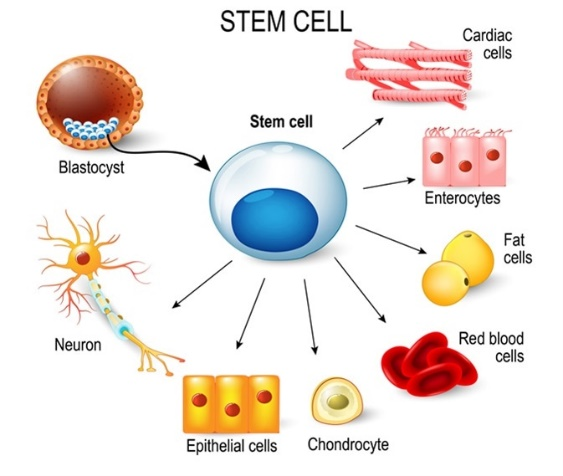 STEM CELL
Cardiac
cells
Stem cell
Blastocyst
Enterocytes
Fat
cells
Neuron
Red blood
cells
Epithelial cells
Chondrocyte